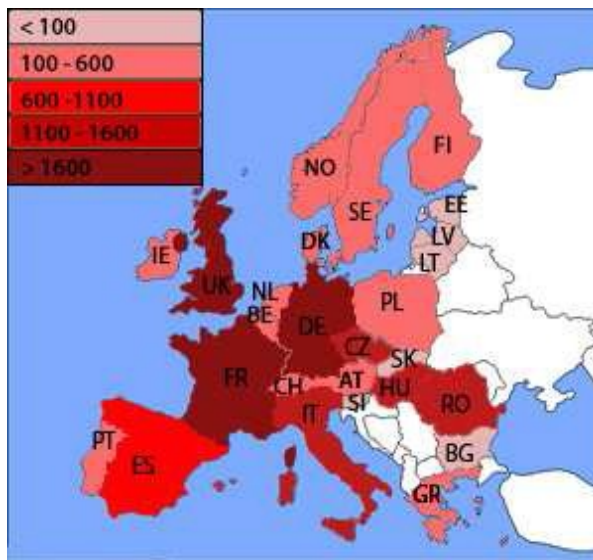 < 100
100 - 600
600 -1100
1100 - 1600
> 1600
NO
FI
SE
EE
LV
LT
DK
IE
UK
NL
BE
DE
PL
CZ
SK
FR
CH
AT
HU
SI
IT
RO
BG
PT
ES
GR